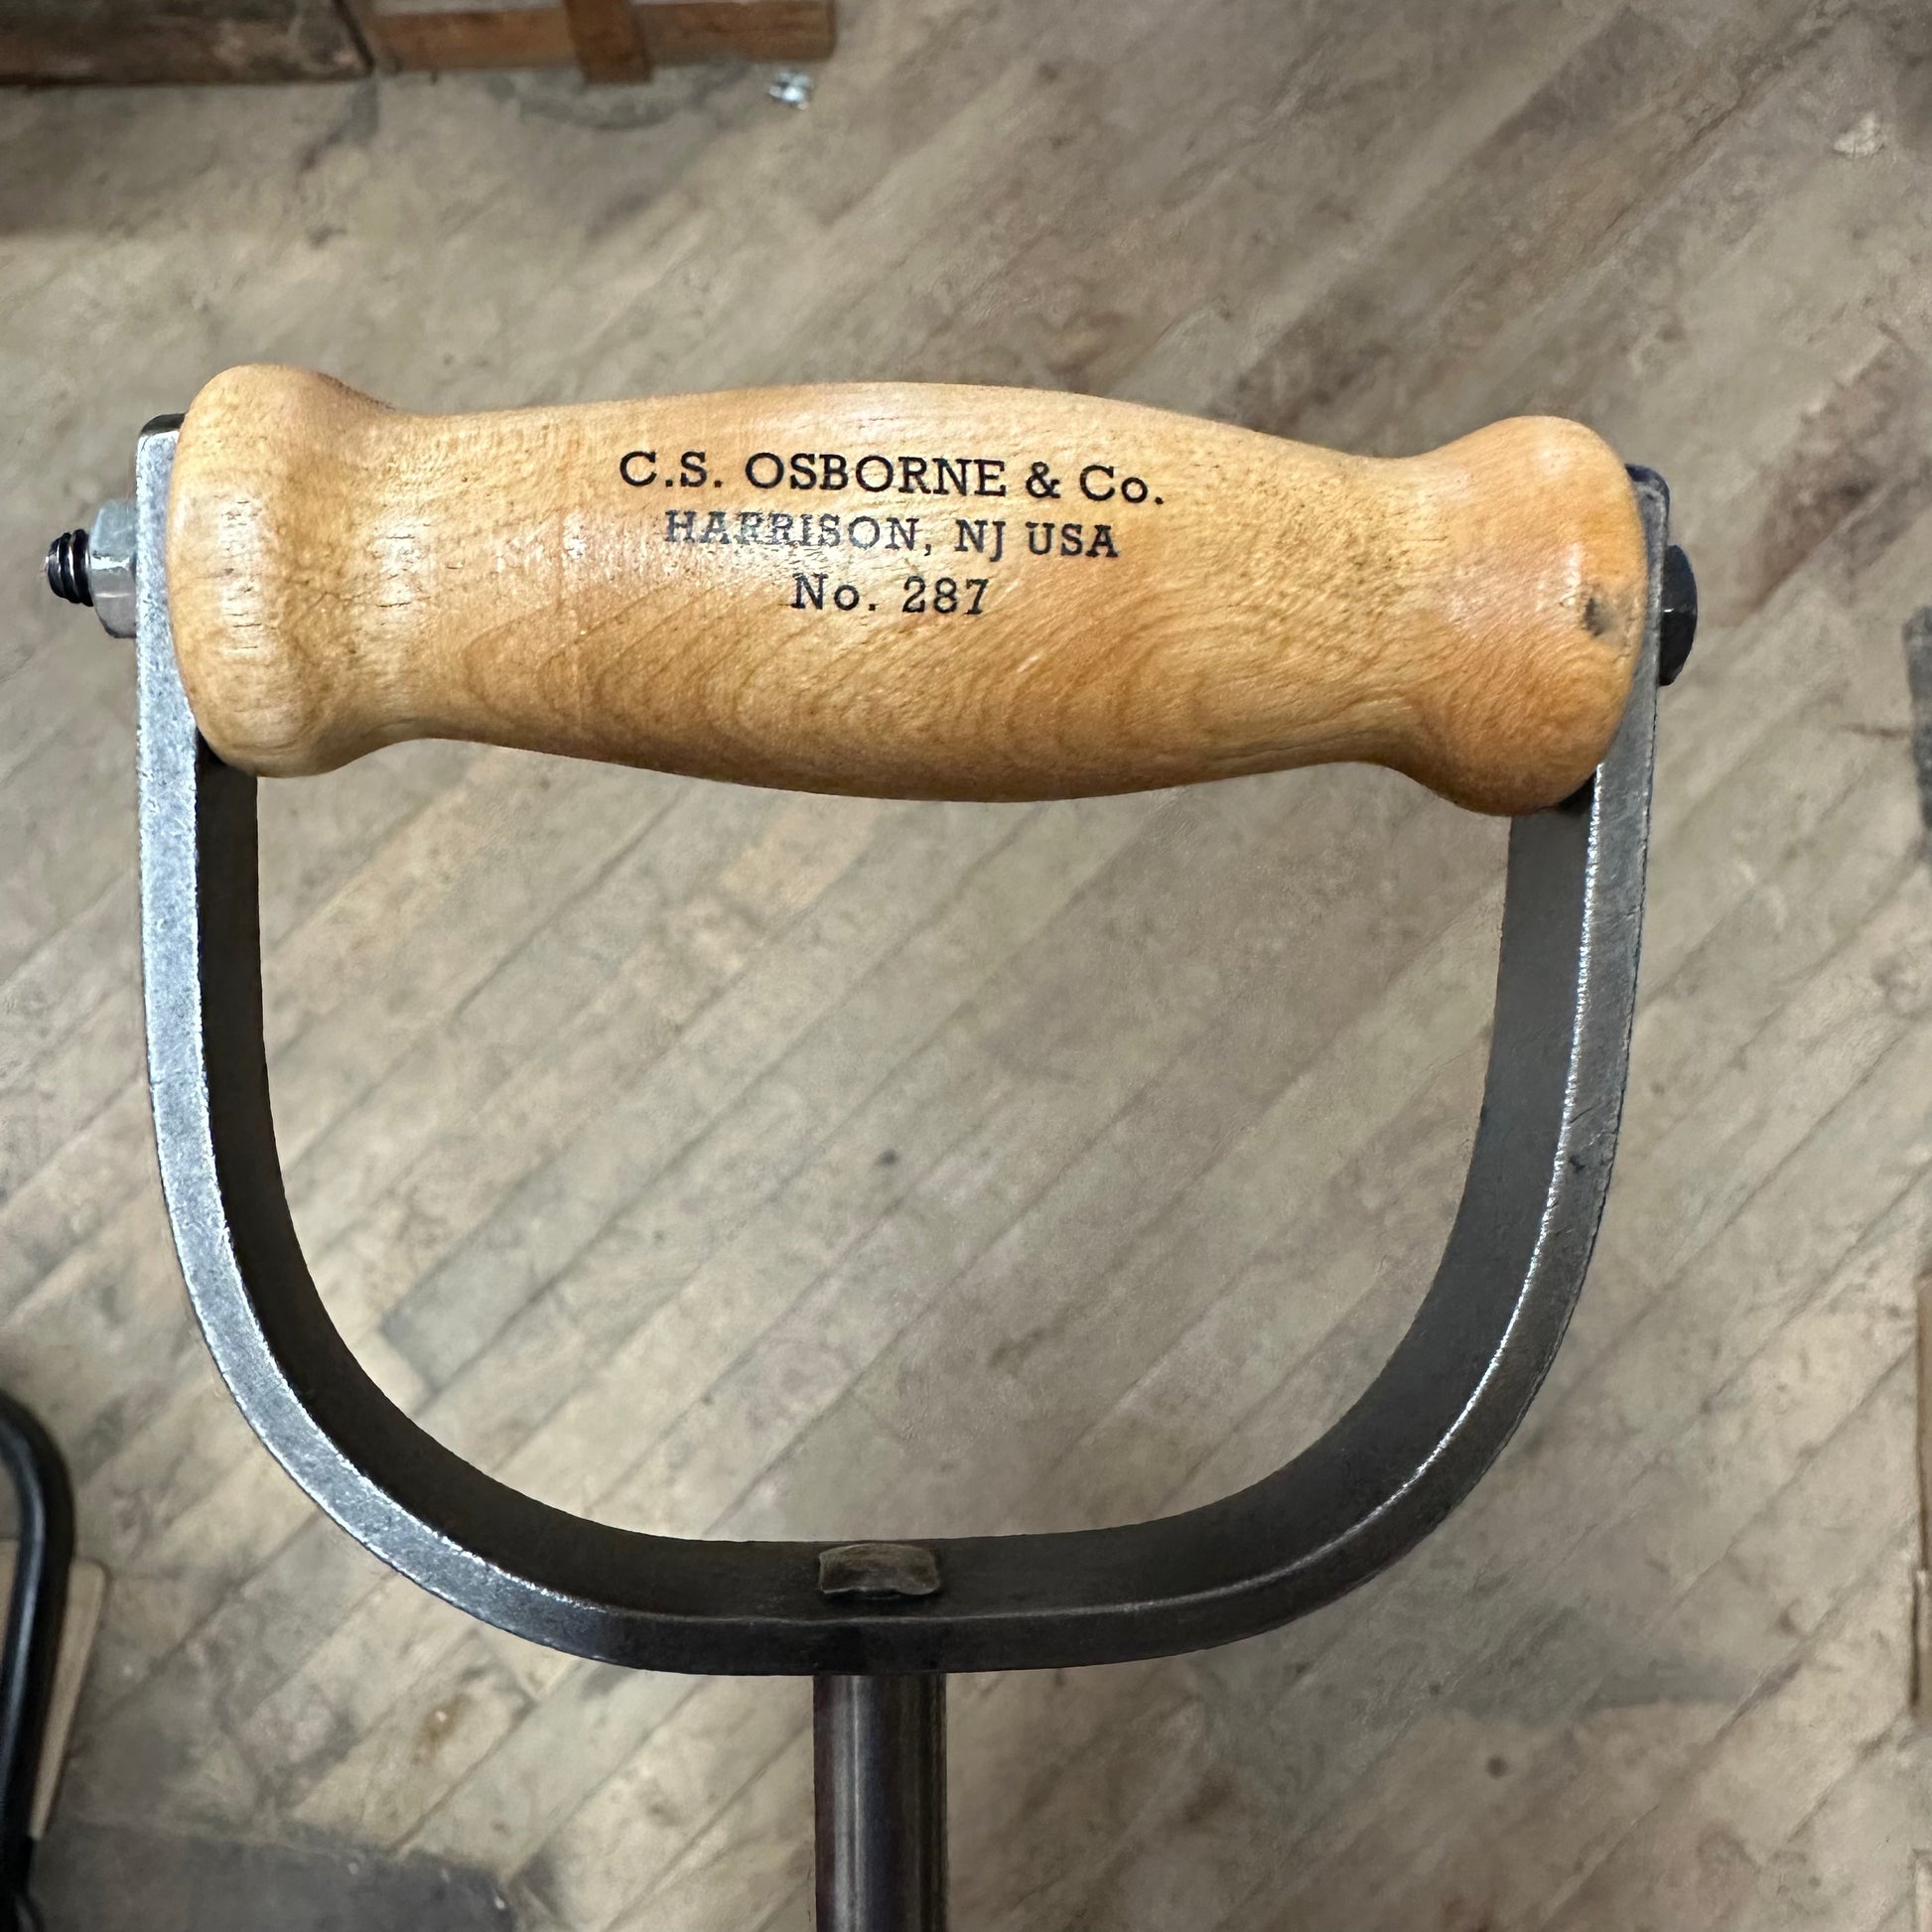 C.S. OSBORNE & Co.
HARRISON, NJ USA
No. 287